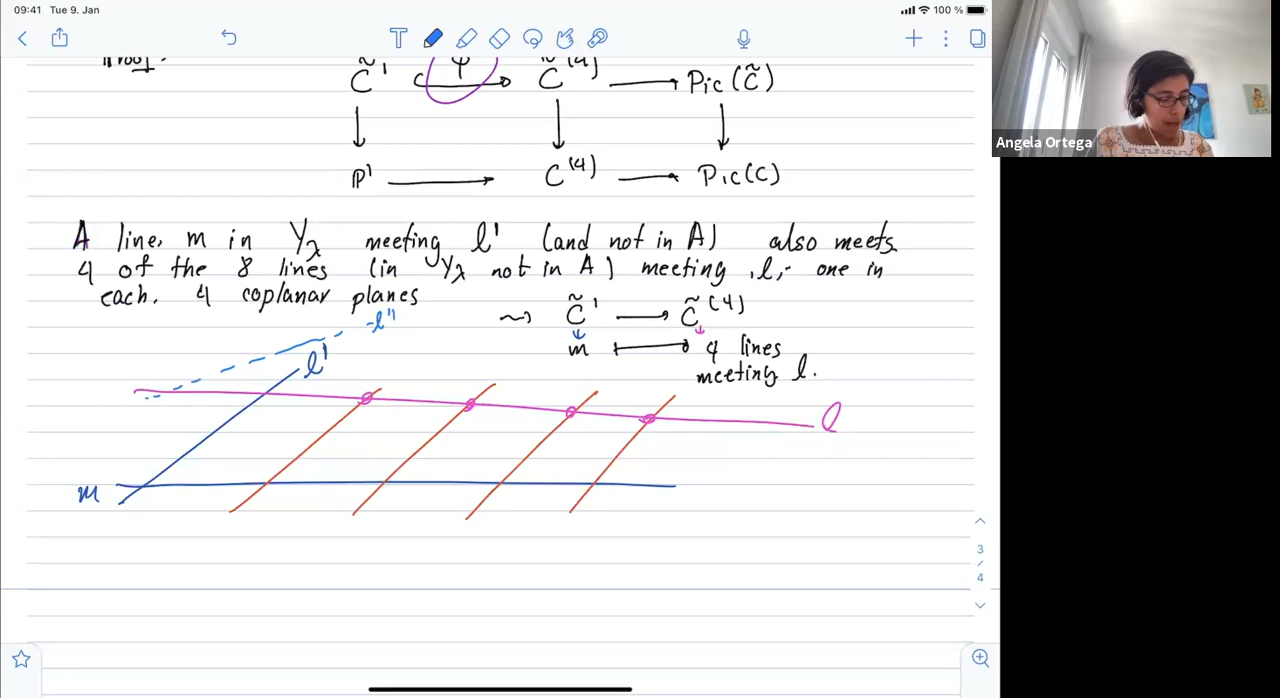 09:41 Tue 9. Jan 100 %
Proof.
C̃' φ C̃^(4) Pic(C̃)
P¹ C^(4) Pic(C)
A line m in Y_λ meeting l' (and not in A) also meets
4 of the 8 lines (in Y_λ not in A) meeting l, one in
each. 4 coplanar planes
C̃' C̃^(4)
l''
m 4 lines
meeting l.
l'
l
m
Angela Ortega
3
/
4